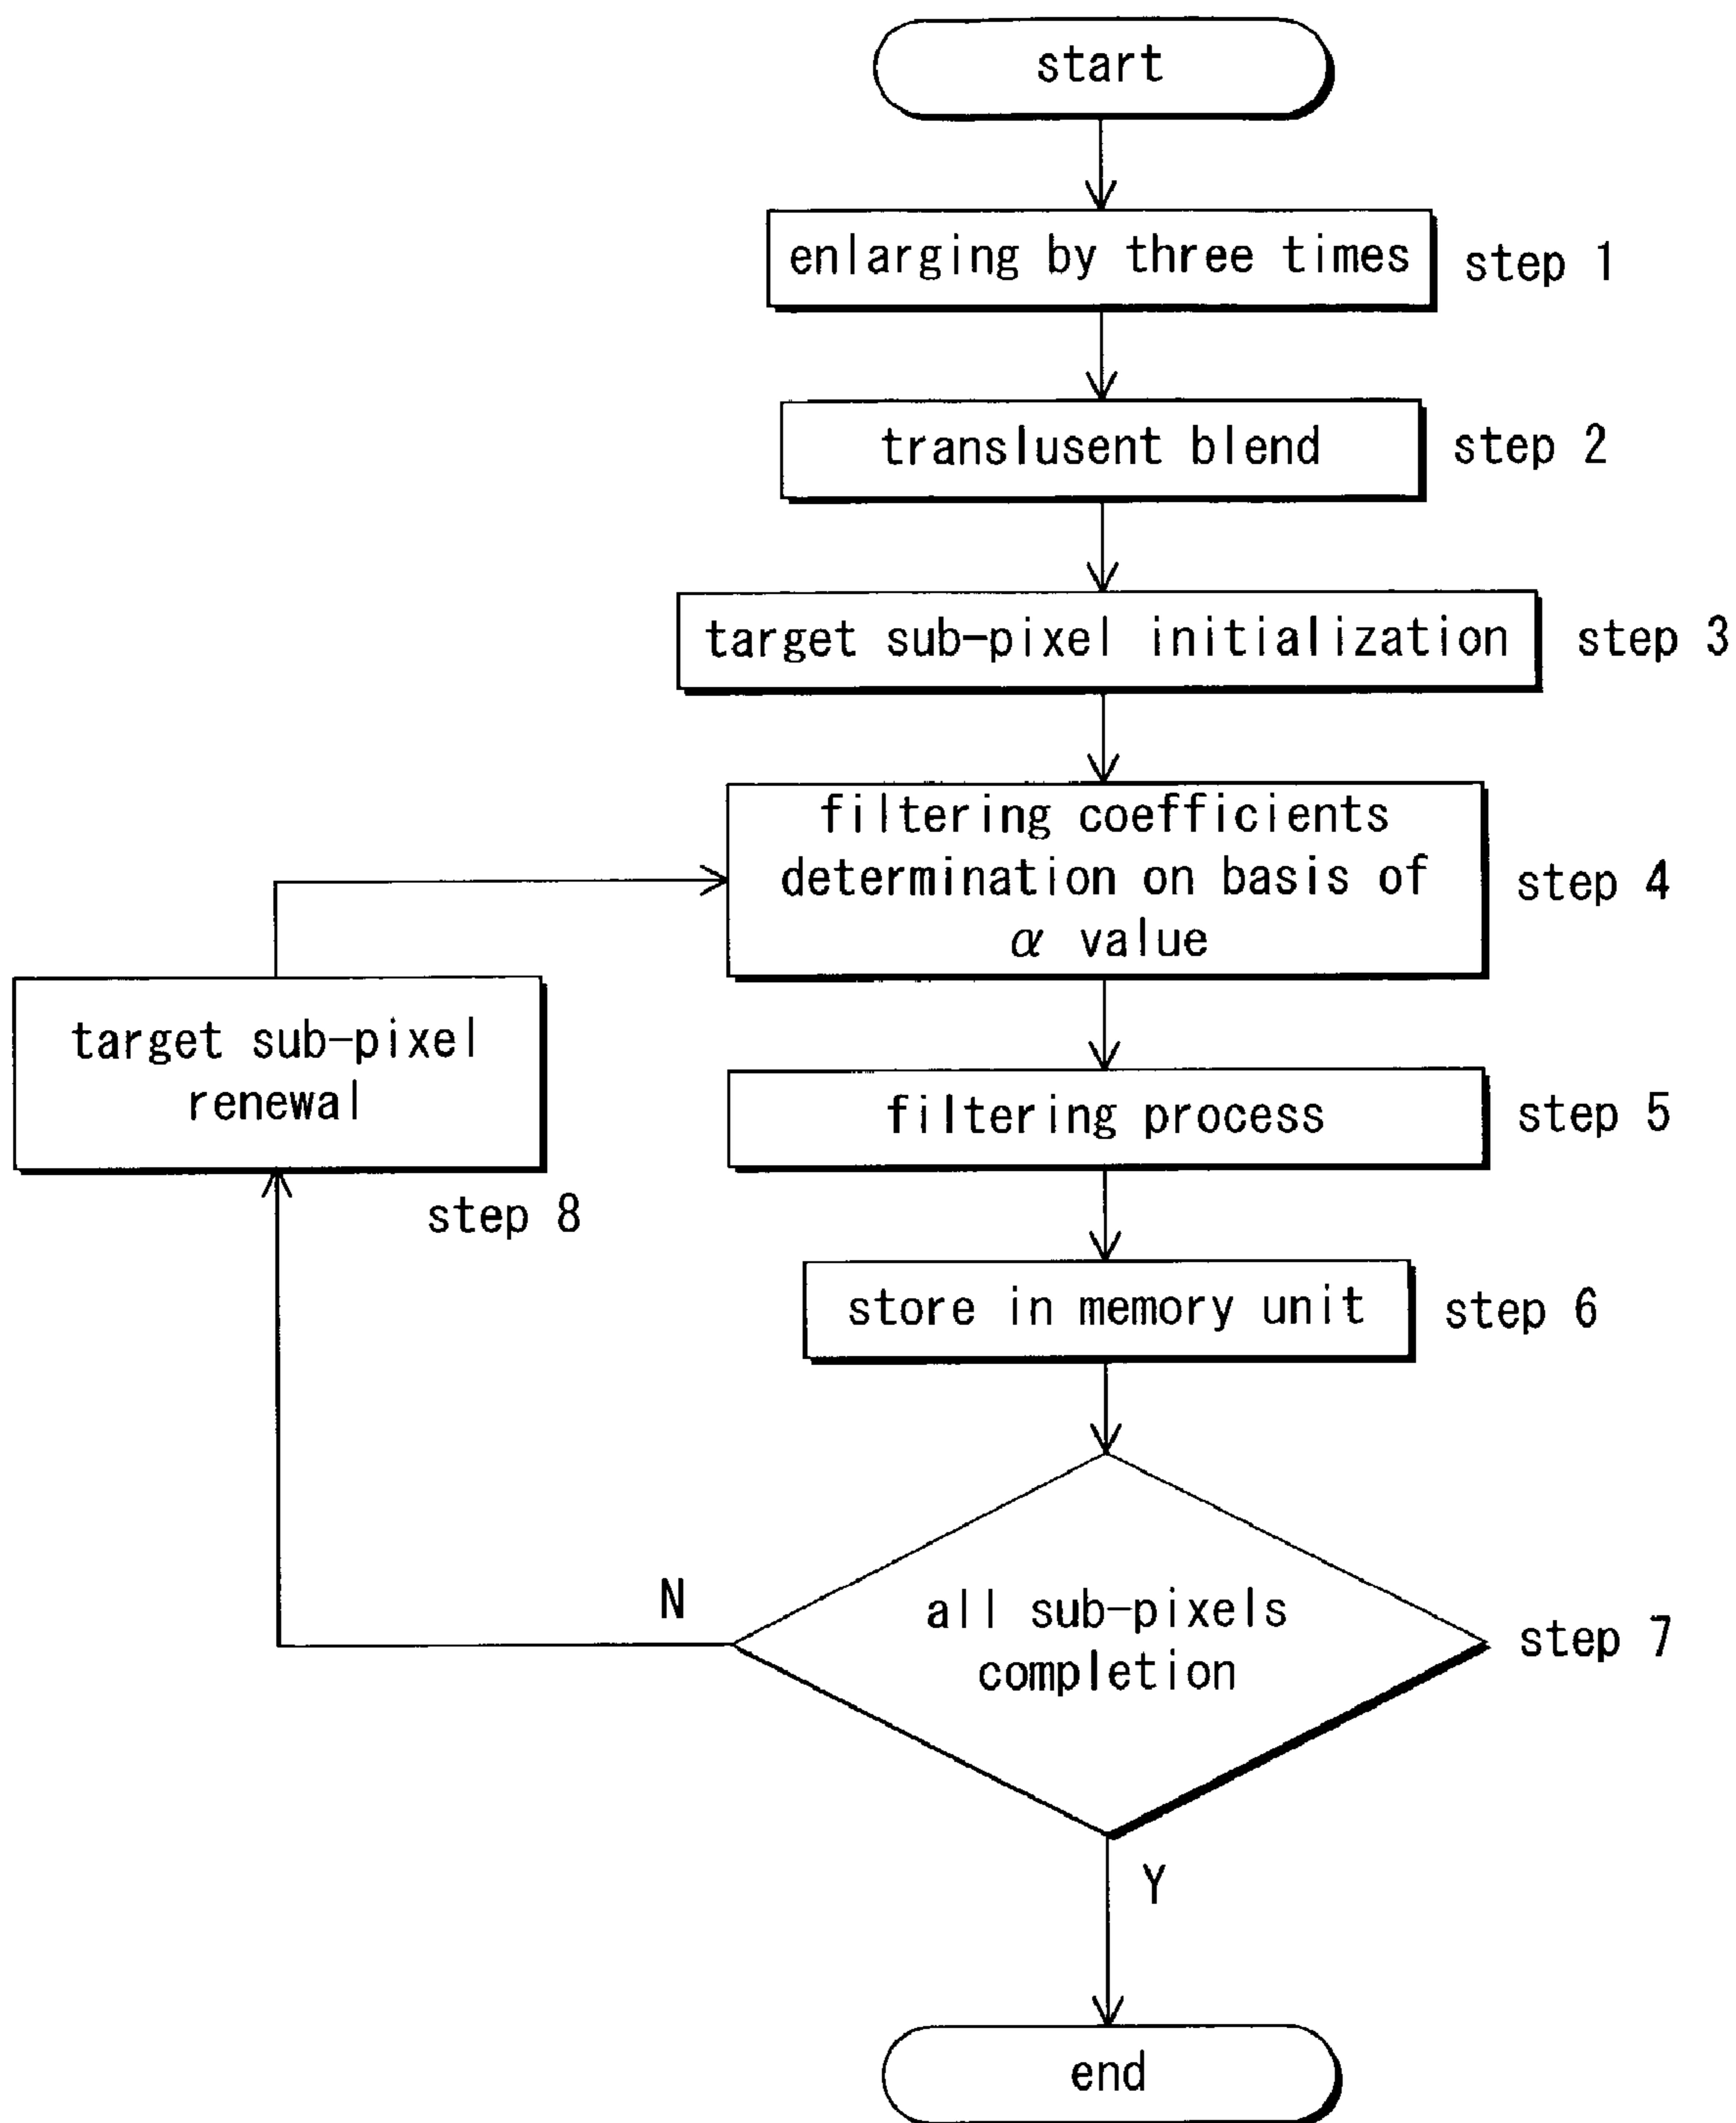 start
enlarging by three times
step 1
translusent blend
step 2
target sub-pixel initialization
step 3
filtering coefficients
determination on basis of
α value
step 4
target sub-pixel
renewal
step 8
filtering process
step 5
store in memory unit
step 6
N
all sub-pixels
completion
step 7
Y
end